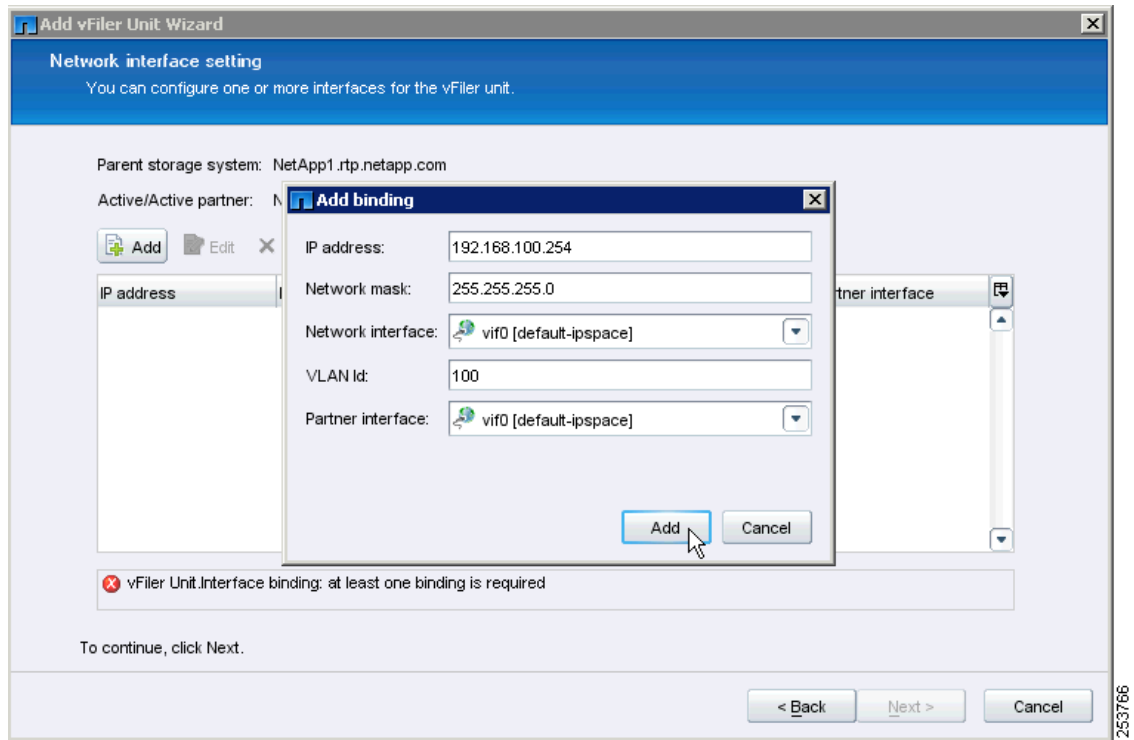 Add vFiler Unit Wizard
Network interface setting
You can configure one or more interfaces for the vFiler unit.
Parent storage system: NetApp1.rtp.netapp.com
Active/Active partner: N
Add Edit
IP address
tner interface
Add binding
IP address: 192.168.100.254
Network mask: 255.255.255.0
Network interface: vif0 [default-ipspace]
VLAN Id: 100
Partner interface: vif0 [default-ipspace]
Add Cancel
vFiler Unit.Interface binding: at least one binding is required
To continue, click Next.
< Back Next > Cancel
253766